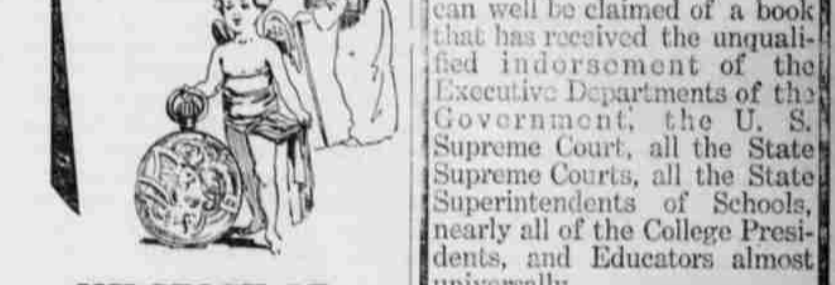 can well be claimed of a book
that has received the unquali-
fied indorsement of the
Executive Departments of the
Government, the U. S.
Supreme Court, all the State
Supreme Courts, all the State
Superintendents of Schools,
nearly all of the College Presi-
dents, and Educators almost
universally